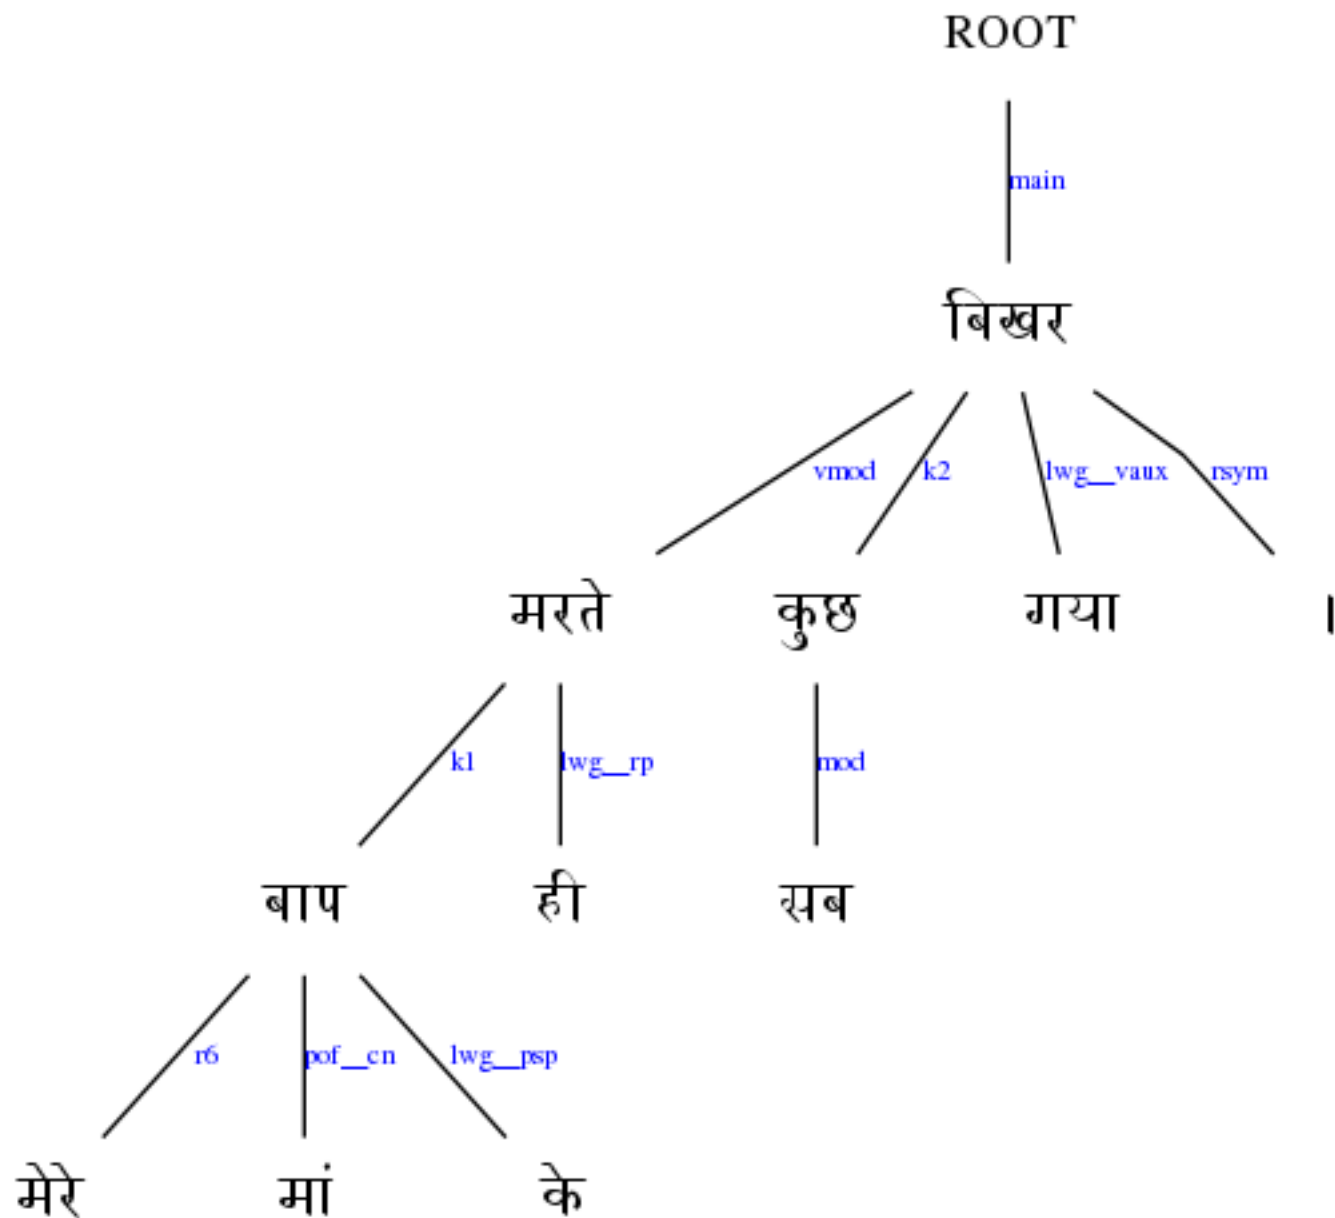 ROOT
main
बिखर
vmod k2 lwg__vaux rsym
मरते कुछ गया ।
k1 lwg__rp mod
बाप ही सब
r6 pof__cn lwg__psp
मेरे मां के